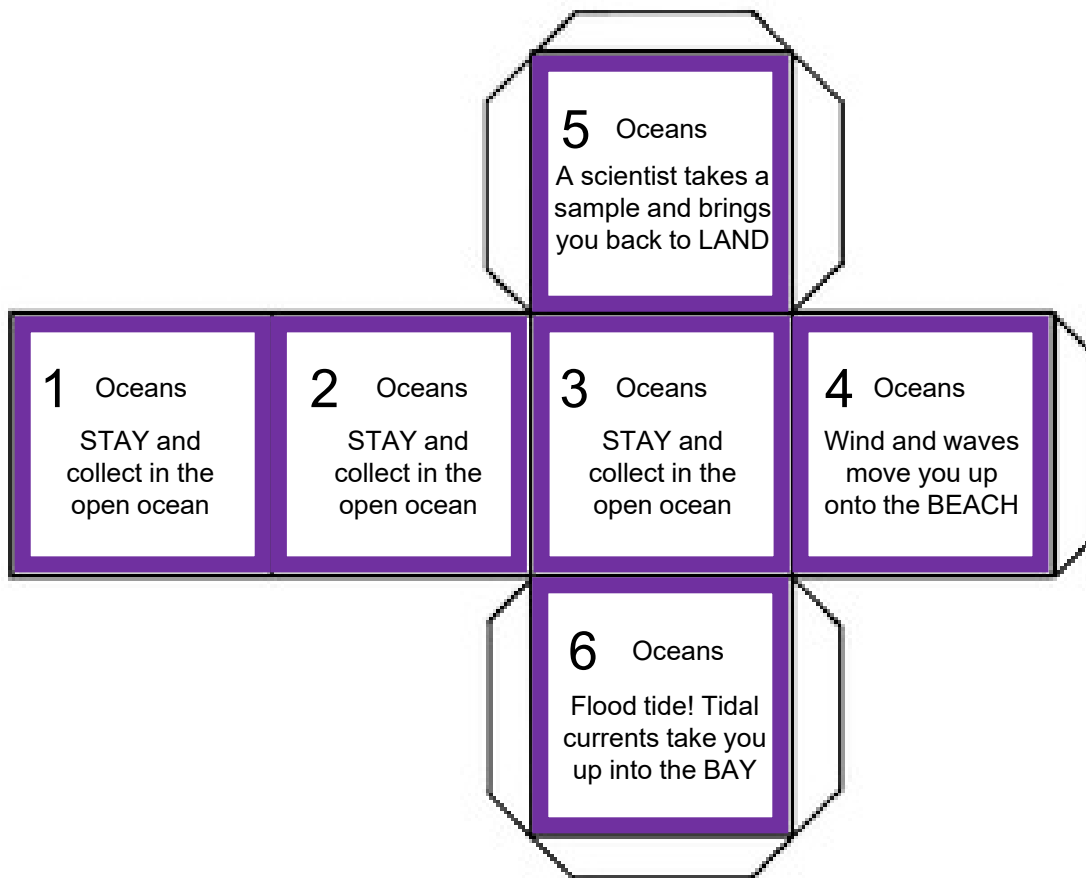 5 Oceans
A scientist takes a
sample and brings
you back to LAND
1 Oceans
STAY and
collect in the
open ocean
2 Oceans
STAY and
collect in the
open ocean
3 Oceans
STAY and
collect in the
open ocean
4 Oceans
Wind and waves
move you up
onto the BEACH
6 Oceans
Flood tide! Tidal
currents take you
up into the BAY